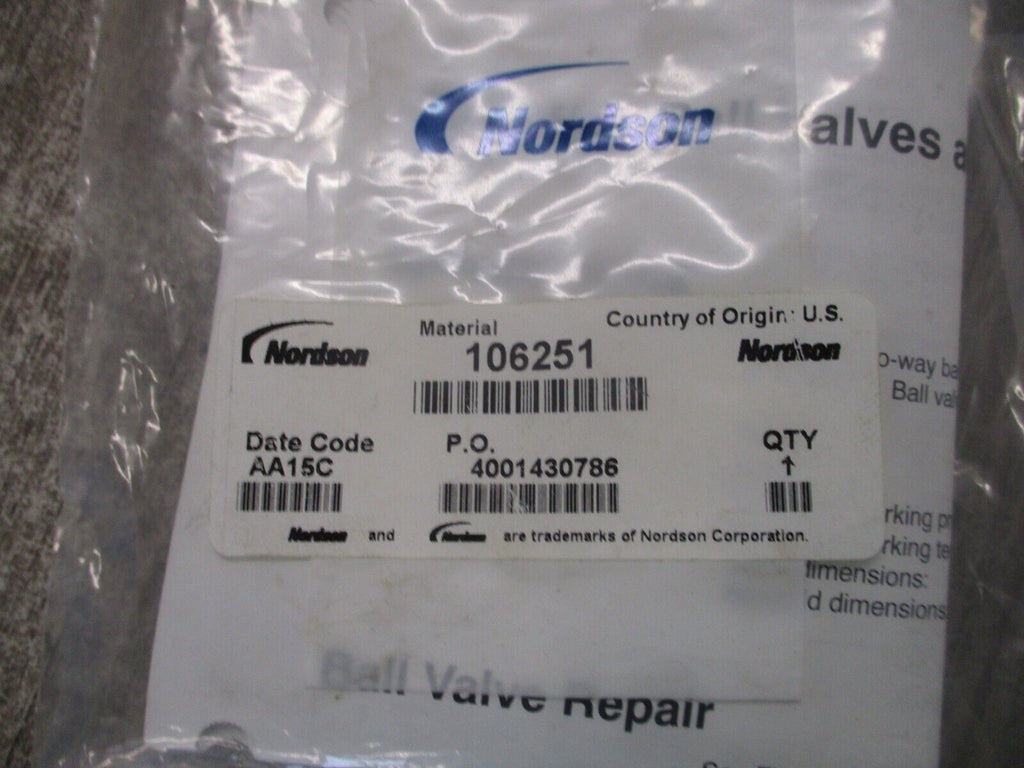 Nordson
alves a
Material
106251
Country of Origin: U.S.
Nordson
Nordson
o-way ba
Ball val
Date Code
AA15C
P.O.
4001430786
QTY
1
rking pr
rking te
Nordson and Nordson are trademarks of Nordson Corporation.
dimensions:
d dimensions
Ball Valve Repair